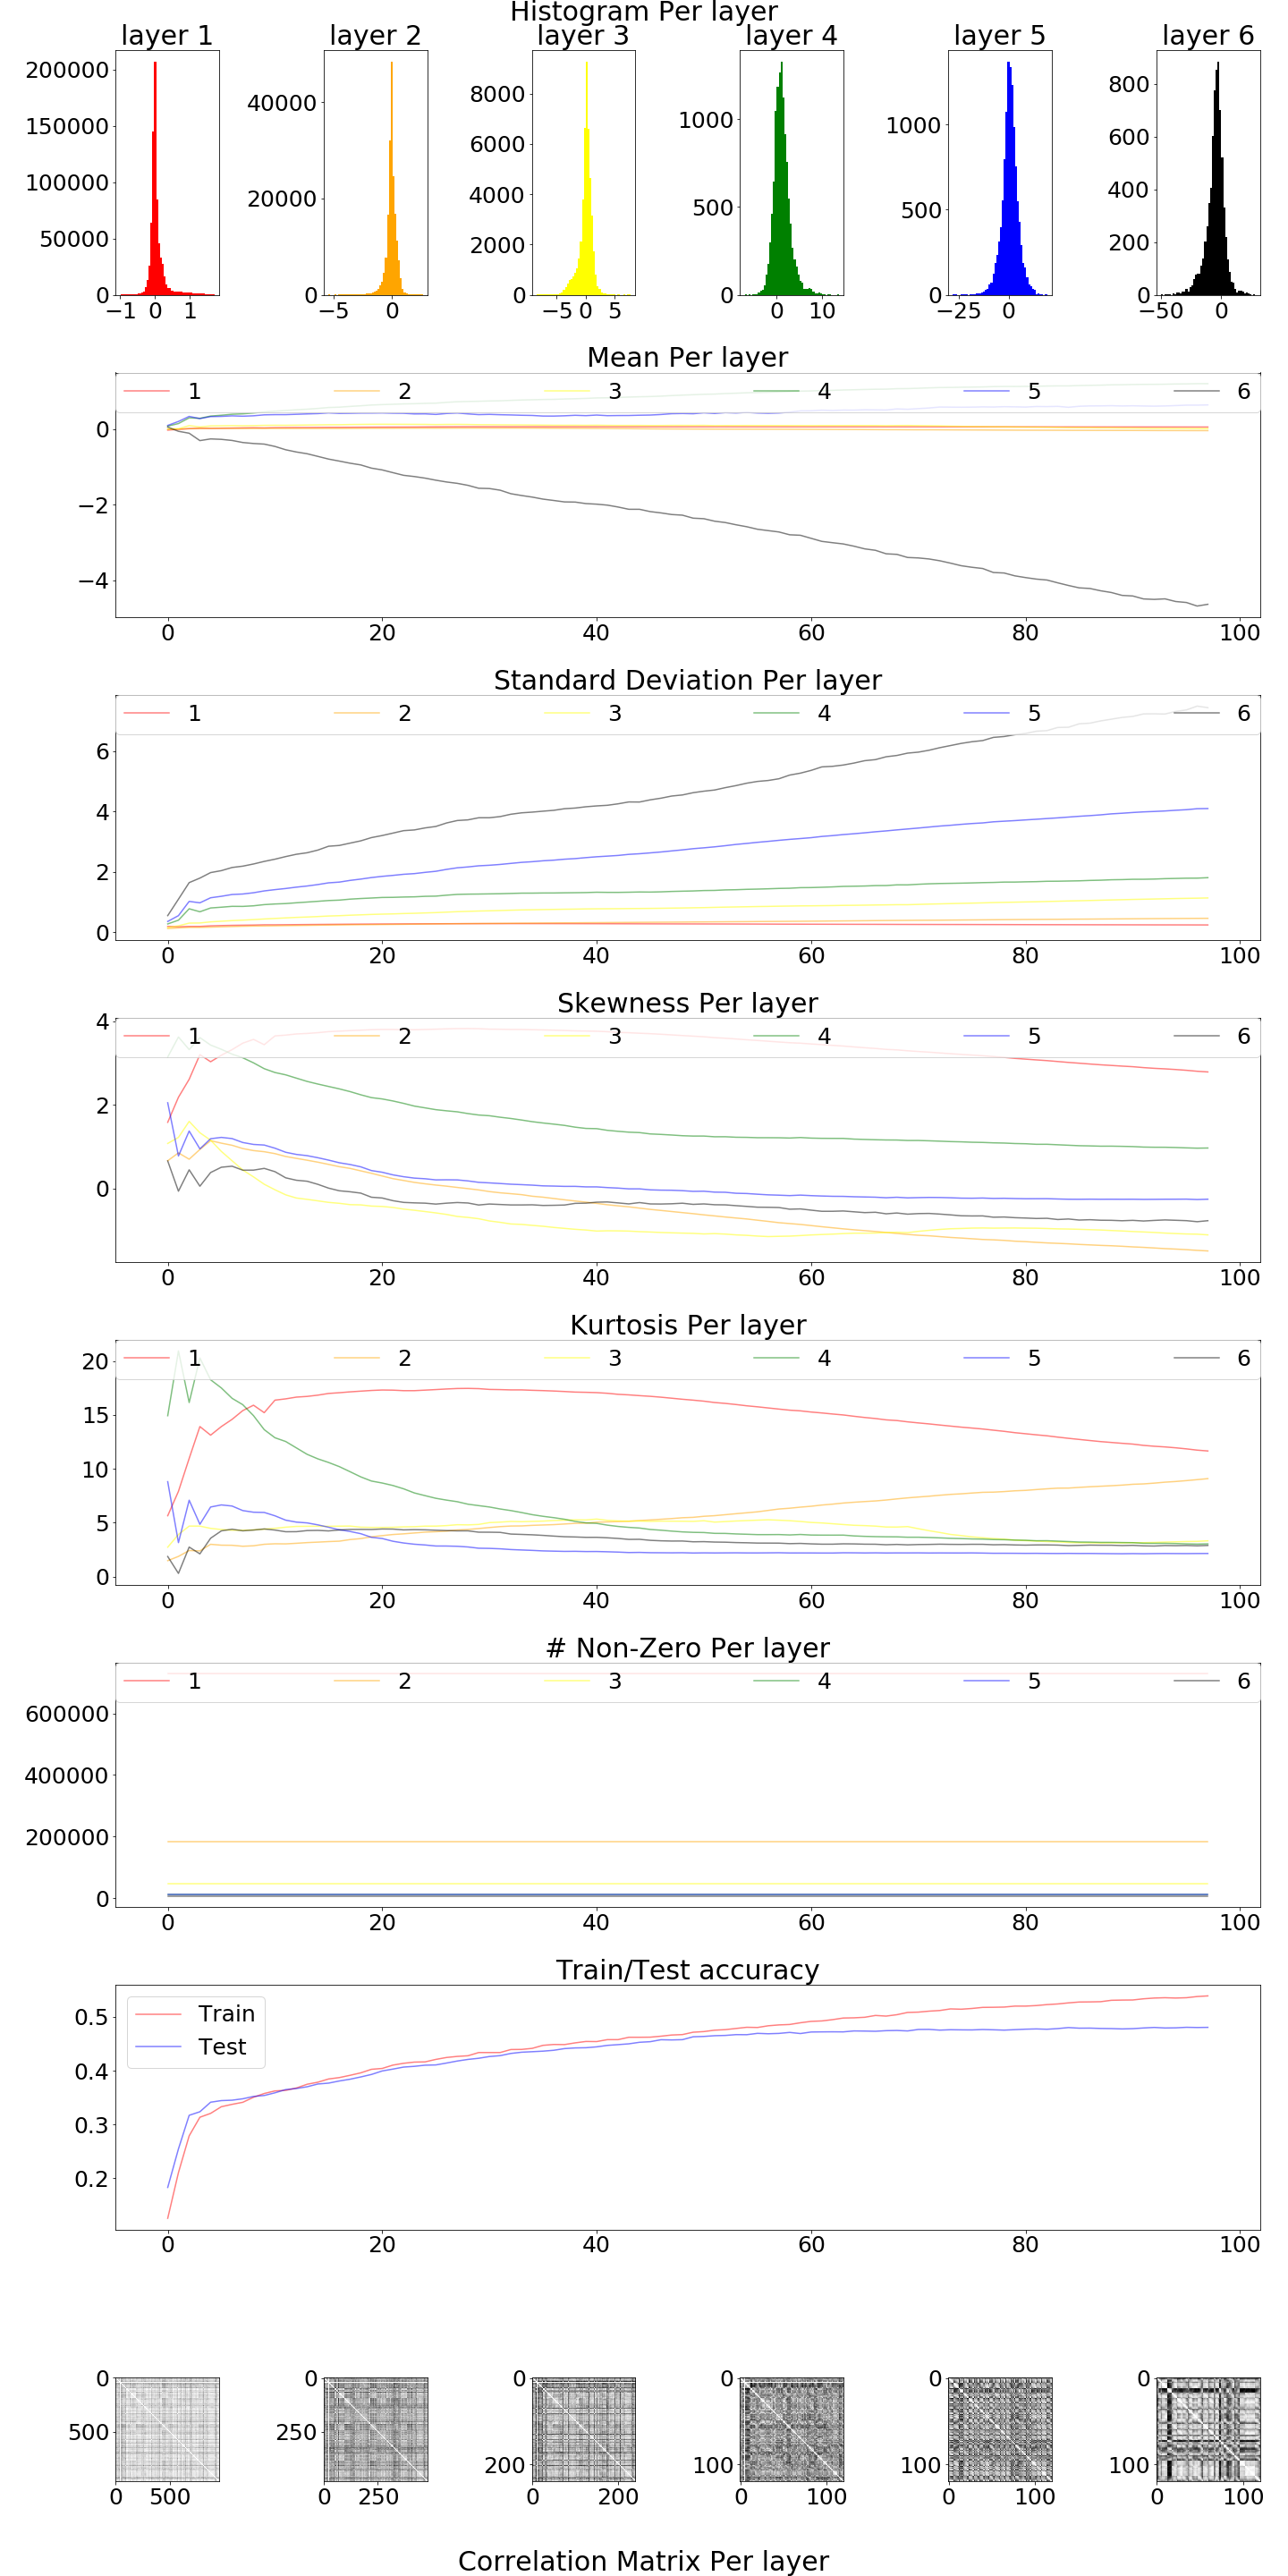 Histogram Per layer
layer 1 layer 2 layer 3 layer 4 layer 5 layer 6
200000
150000
100000
50000
0
−1 0 1
40000
20000
0
−5 0
8000
6000
4000
2000
0
−5 0 5
1000
500
0
0 10
1000
500
0
−25 0
800
600
400
200
0
−50 0
Mean Per layer
1 2 3 4 5 6
0
−2
−4
0 20 40 60 80 100
Standard Deviation Per layer
1 2 3 4 5 6
6
4
2
0
0 20 40 60 80 100
Skewness Per layer
4
1 2 3 4 5 6
2
0
0 20 40 60 80 100
Kurtosis Per layer
20
1 2 3 4 5 6
15
10
5
0
0 20 40 60 80 100
# Non-Zero Per layer
1 2 3 4 5 6
600000
400000
200000
0
0 20 40 60 80 100
Train/Test accuracy
Train
Test
0.5
0.4
0.3
0.2
0 20 40 60 80 100
0
500
0 500
0
250
0 250
0
200
0 200
0
100
0 100
0
100
0 100
0
100
0 100
Correlation Matrix Per layer